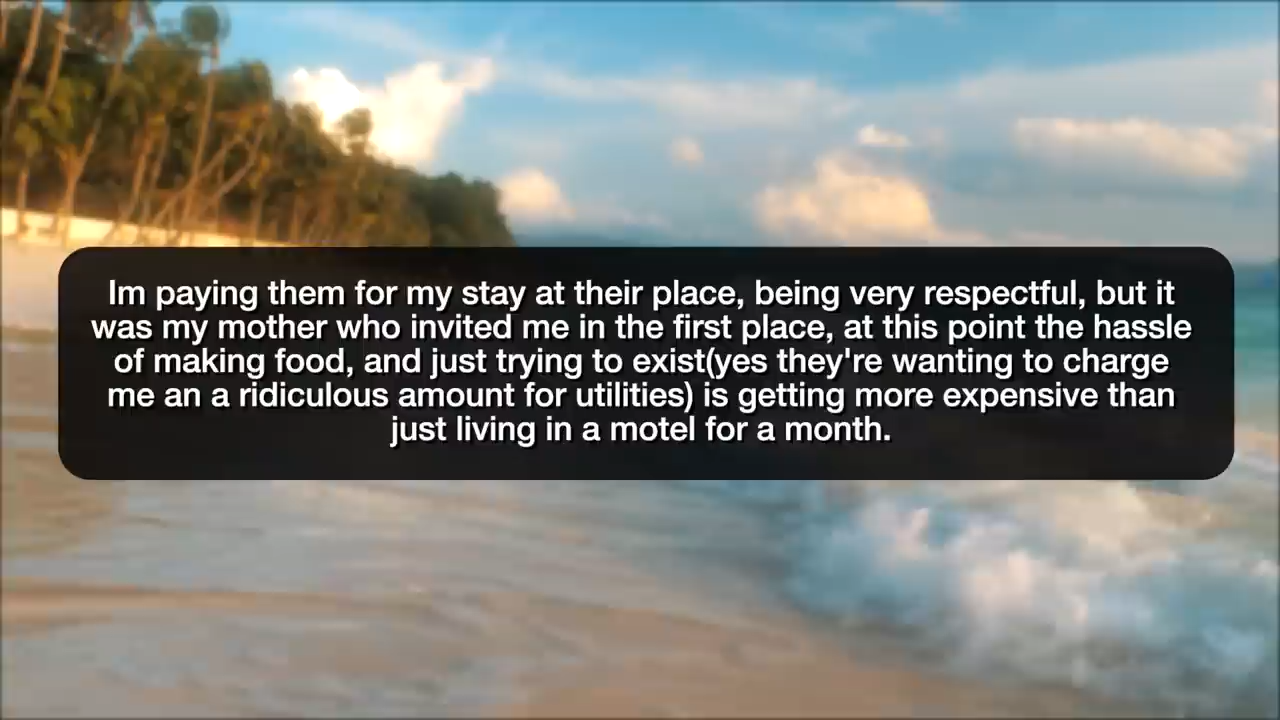 Im paying them for my stay at their place, being very respectful, but it
was my mother who invited me in the first place, at this point the hassle
of making food, and just trying to exist(yes they're wanting to charge
me an a ridiculous amount for utilities) is getting more expensive than
just living in a motel for a month.